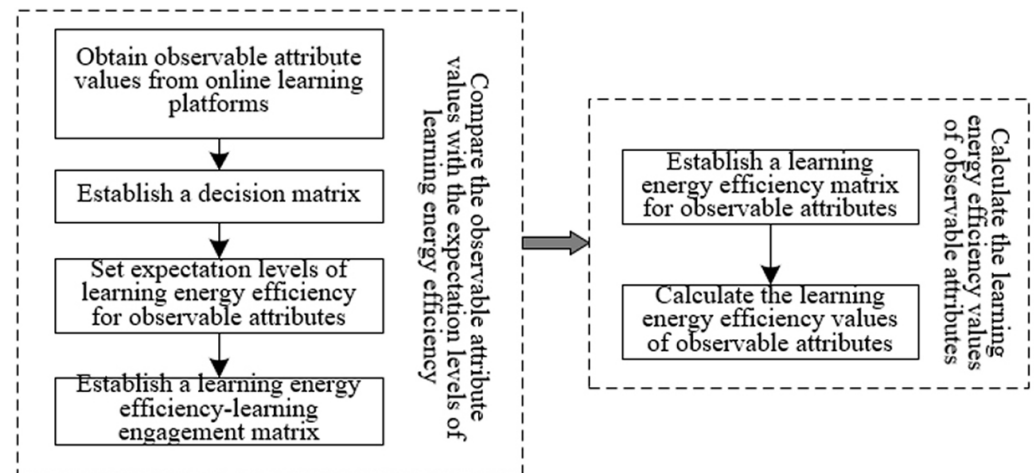 Obtain observable attribute
values from online learning
platforms
Establish a decision matrix
Set expectation levels of
learning energy efficiency
for observable attributes
Establish a learning energy
efficiency-learning
engagement matrix
Compare the observable attribute
values with the expectation levels of
learning energy efficiency
Establish a learning
energy efficiency matrix
for observable attributes
Calculate the learning
energy efficiency values
of observable attributes
Calculate the learning
energy efficiency values
of observable attributes